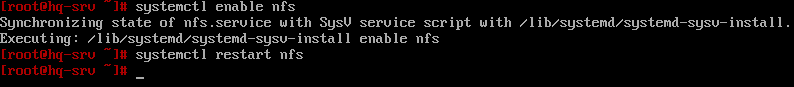 [root@hq-srv ~]# systemctl enable nfs
Synchronizing state of nfs.service with SysV service script with /lib/systemd/systemd-sysv-install.
Executing: /lib/systemd/systemd-sysv-install enable nfs
[root@hq-srv ~]# systemctl restart nfs
[root@hq-srv ~]# _